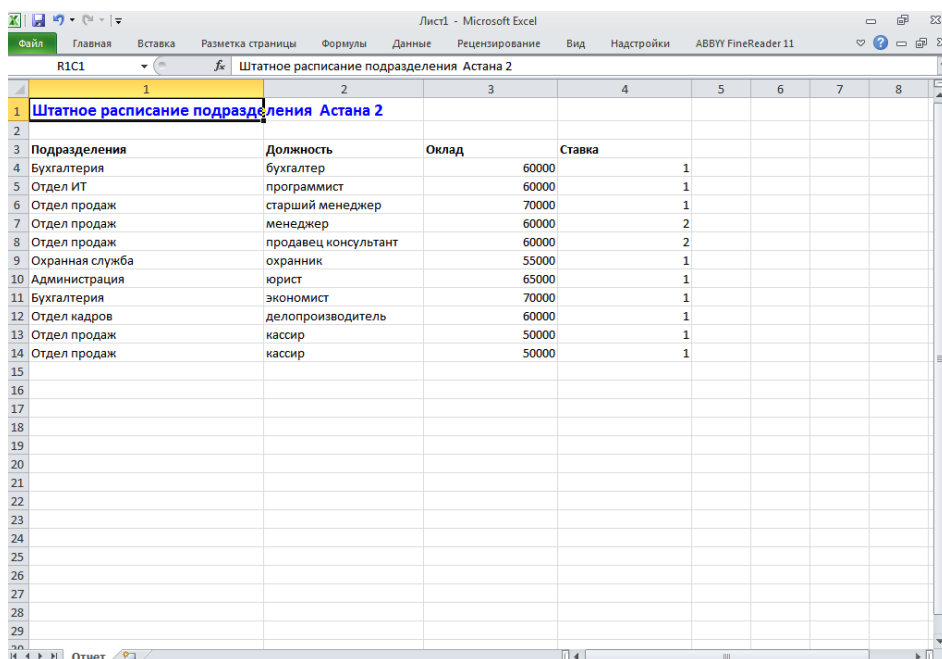 Лист1 - Microsoft Excel
Файл Главная Вставка Разметка страницы Формулы Данные Рецензирование Вид Надстройки ABBYY FineReader 11
R1C1 fx Штатное расписание подразделения Астана 2
1 2 3 4 5 6 7 8
1 Штатное расписание подразделения Астана 2
2
3 Подразделения Должность Оклад Ставка
4 Бухгалтерия бухгалтер 60000 1
5 Отдел ИТ программист 60000 1
6 Отдел продаж старший менеджер 70000 1
7 Отдел продаж менеджер 60000 2
8 Отдел продаж продавец консультант 60000 2
9 Охранная служба охранник 55000 1
10 Администрация юрист 65000 1
11 Бухгалтерия экономист 70000 1
12 Отдел кадров делопроизводитель 60000 1
13 Отдел продаж кассир 50000 1
14 Отдел продаж кассир 50000 1
15
16
17
18
19
20
21
22
23
24
25
26
27
28
29
30
Отчет